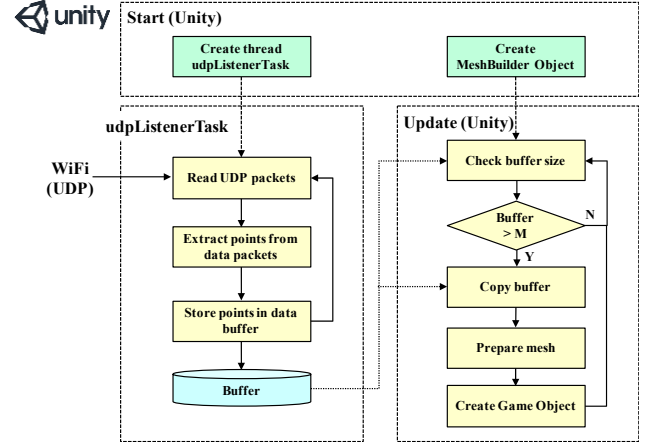 unity
Start (Unity)
Create thread
udpListenerTask
Create
MeshBuilder Object
udpListenerTask
WiFi
(UDP)
Read UDP packets
Extract points from
data packets
Store points in data
buffer
Buffer
Update (Unity)
Check buffer size
Buffer
> M
N
Y
Copy buffer
Prepare mesh
Create Game Object